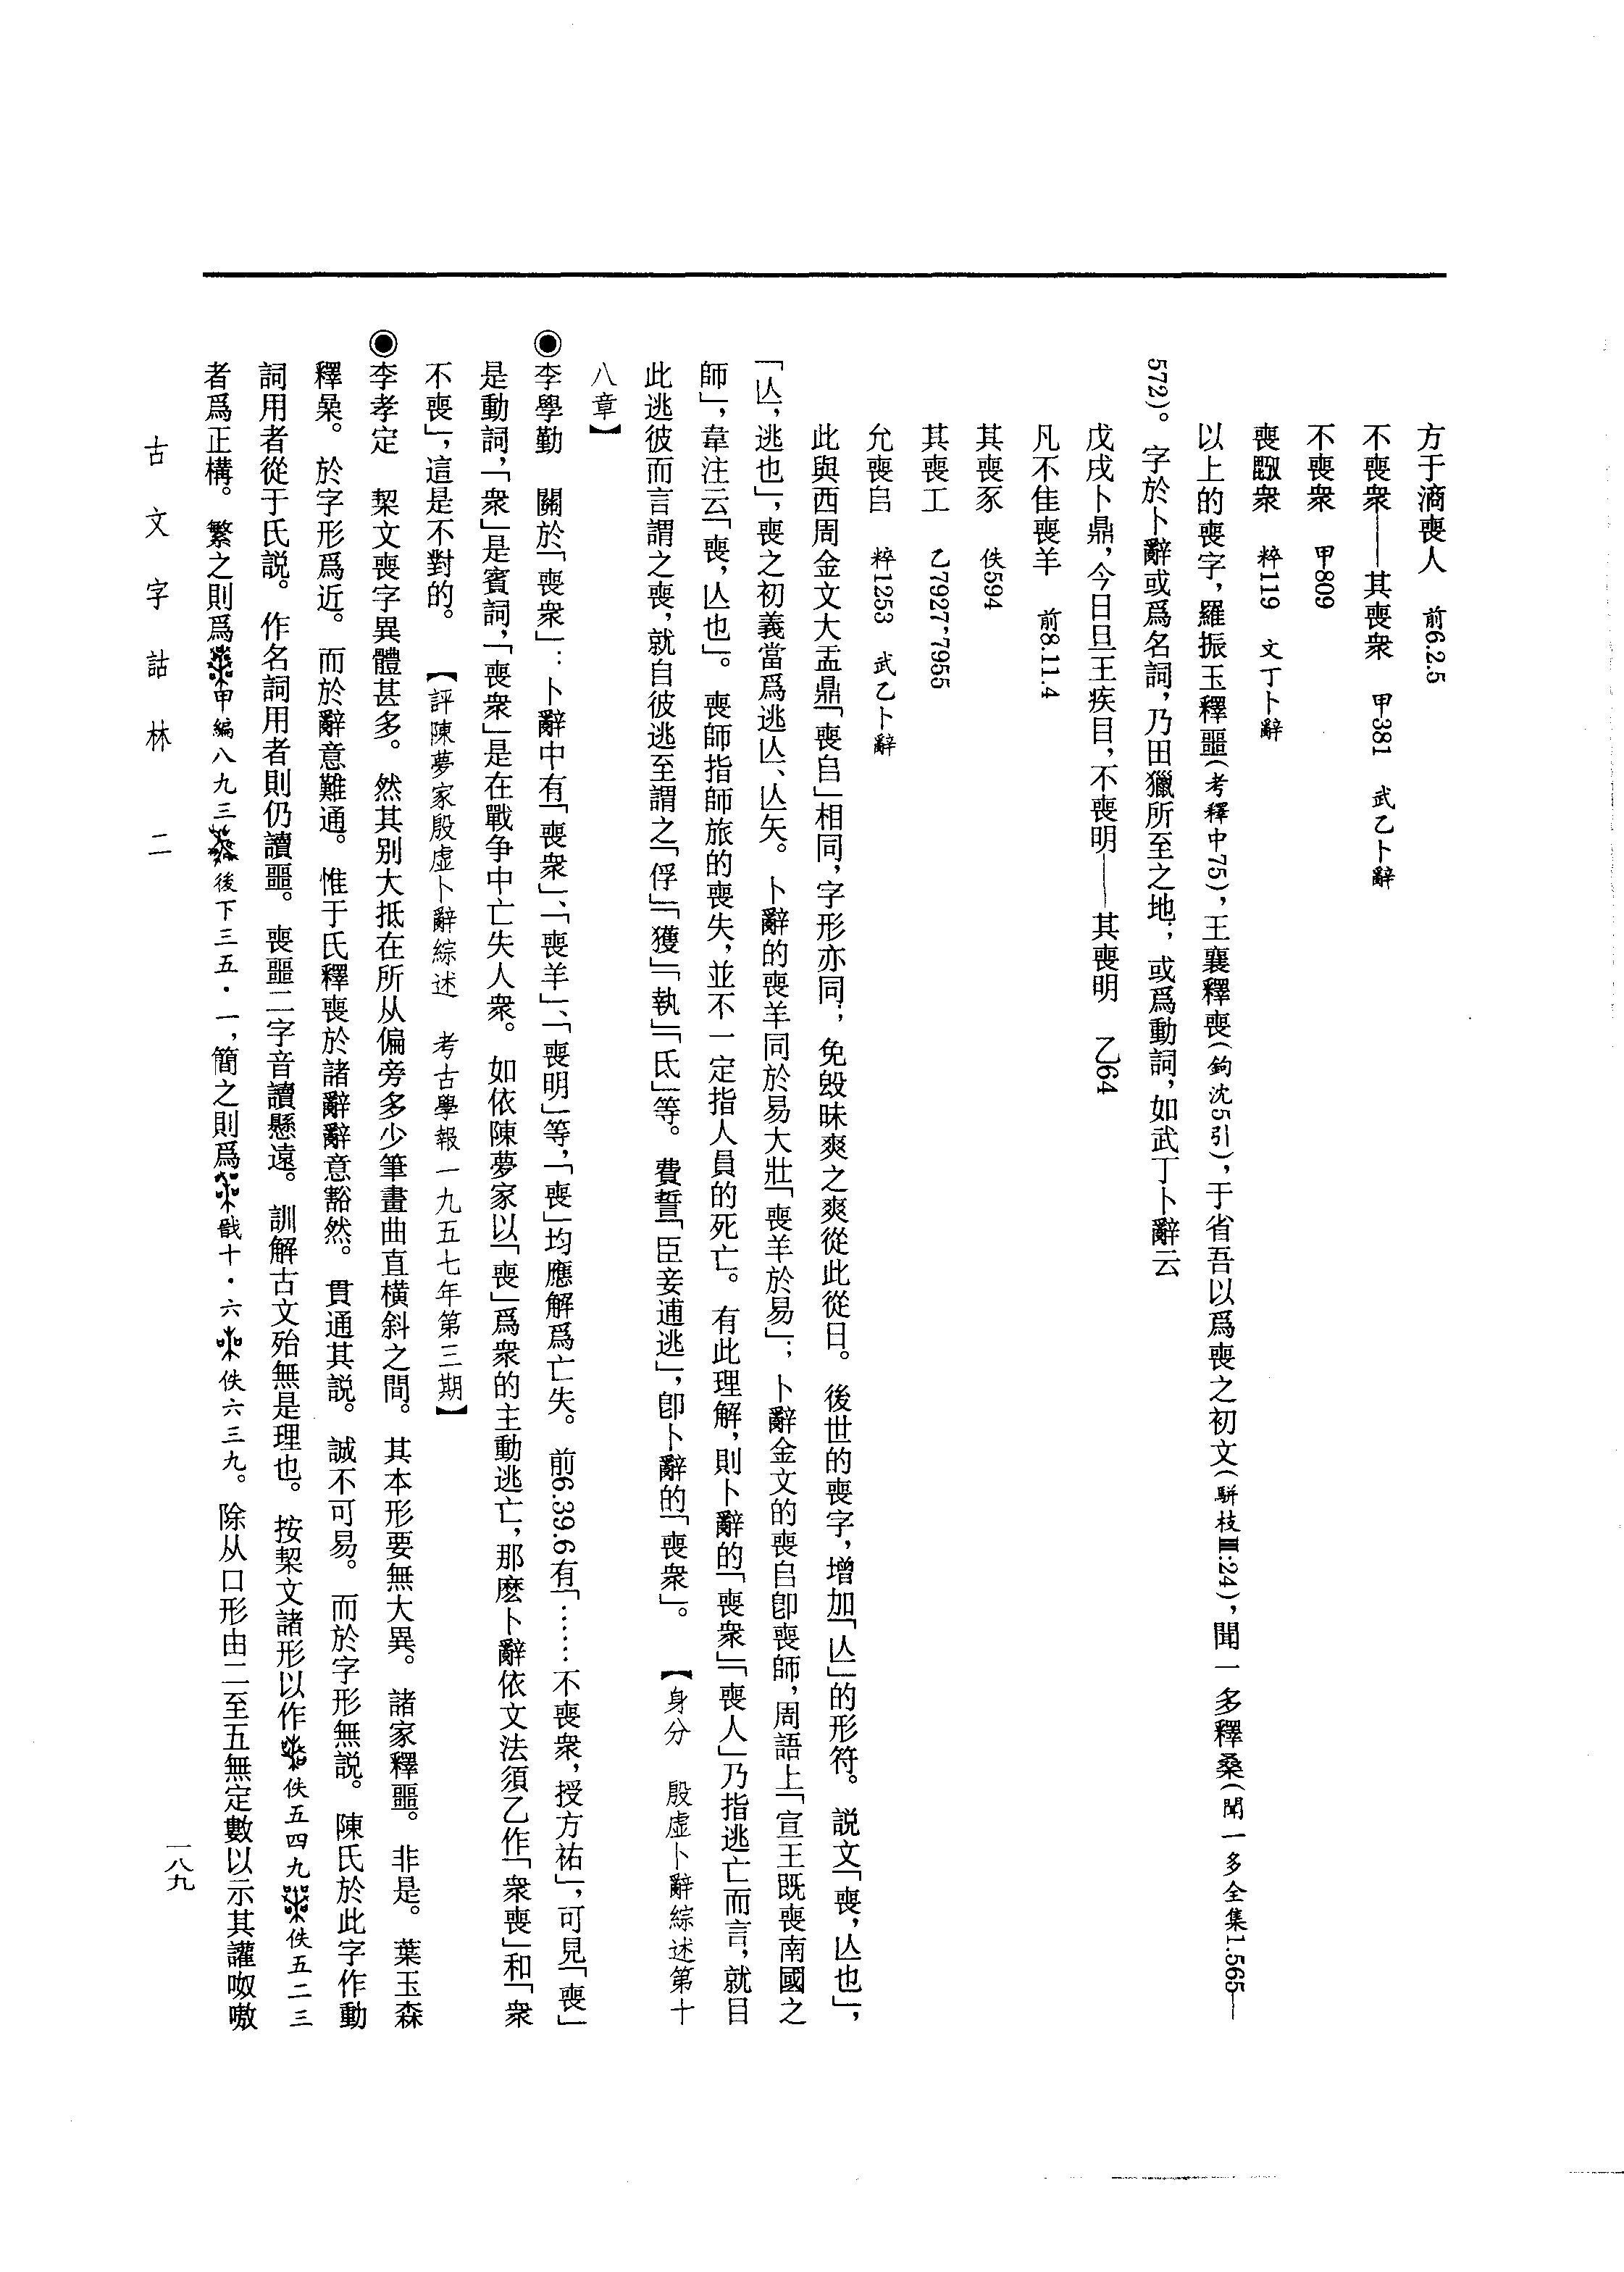 方于滳喪人　前6.2.5
不喪衆——其喪衆　甲381　武乙卜辭
不喪衆　甲809
喪衆　粹119　文丁卜辭
以上的喪字，羅振玉釋噩(考釋中75)，王襄釋喪(鉤沈5引)，于省吾以爲喪之初文(駢枝Ⅲ:24)，聞一多釋桑(聞一多全集1.565—
572)。字於卜辭或爲名詞，乃田獵所至之地；或爲動詞，如武丁卜辭云
戊戌卜鼎，今日旦王疾目，不喪明——其喪明　乙64
凡不隹喪羊　前8.11.4
其喪豕　佚594
其喪工　乙7927,7955
允喪𠂤　粹1253　武乙卜辭
此與西周金文大盂鼎「喪𠂤」相同，字形亦同；免𣪘昧爽之爽從此從日。後世的喪字，增加「亾」的形符。説文「喪，亾也」，
「亾，逃也」，喪之初義當爲逃亾、亾矢。卜辭的喪羊同於易大壯「喪羊於易」；卜辭金文的喪𠂤卽喪師，周語上「宣王既喪南國之
師」，韋注云「喪，亾也」。喪師指師旅的喪失，並不一定指人員的死亡。有此理解，則卜辭的「喪衆」「喪人」乃指逃亡而言，就目
此逃彼而言謂之喪，就自彼逃至謂之「俘」「獲」「執」「氐」等。費誓「臣妾逋逃」，卽卜辭的「喪衆」。【身分　殷虛卜辭綜述第十
八章】
◉李學勤　關於「喪衆」：卜辭中有「喪衆」、「喪羊」、「喪明」等，「喪」均應解爲亡失。前6.39.6有「……不喪衆，授方祐」，可見「喪」
是動詞，「衆」是賓詞，「喪衆」是在戰争中亡失人衆。如依陳夢家以「喪」爲衆的主動逃亡，那麽卜辭依文法須乙作「衆喪」和「衆
不喪」，這是不對的。【評陳夢家殷虛卜辭綜述　考古學報一九五七年第三期】
◉李孝定　栔文喪字異體甚多。然其别大抵在所从偏旁多少筆畫曲直横斜之間。其本形要無大異。諸家釋噩。非是。葉玉森
釋喿。於字形爲近。而於辭意難通。惟于氏釋喪於諸辭辭意豁然。貫通其説。誠不可易。而於字形無説。陳氏於此字作動
詞用者從于氏説。作名詞用者則仍讀噩。喪噩二字音讀懸遠。訓解古文殆無是理也。按栔文諸形以作佚五四九佚五二三
者爲正構。繁之則爲甲編八九三後下三五·一，簡之則爲戩十·六佚六三九。除从口形由二至五無定數以示其讙呶嗷
古文字詁林　二
一八九